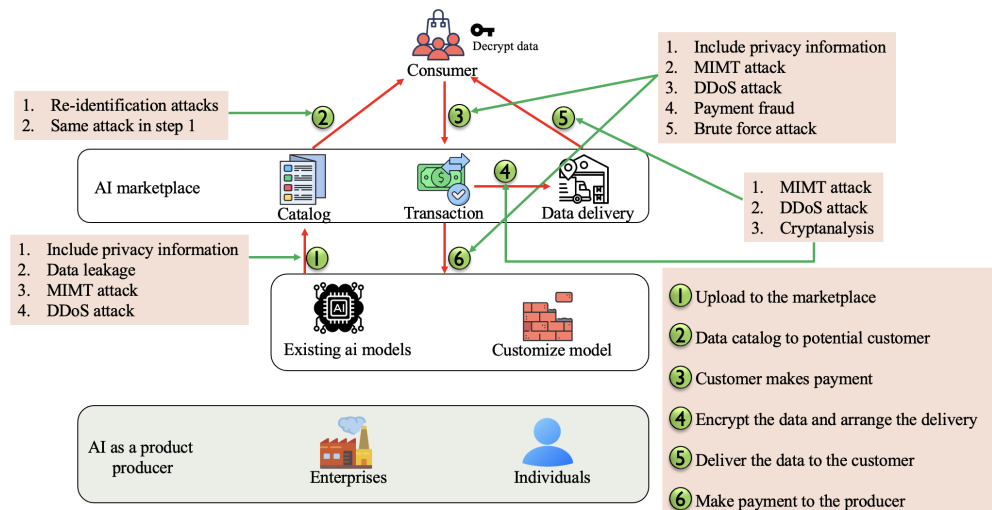 Decrypt data
Consumer
1. Include privacy information
2. MIMT attack
3. DDoS attack
4. Payment fraud
5. Brute force attack
1. Re-identification attacks
2. Same attack in step 1
2
3
5
AI marketplace
Catalog
Transaction
4
Data delivery
1. MIMT attack
2. DDoS attack
3. Cryptanalysis
1. Include privacy information
2. Data leakage
3. MIMT attack
4. DDoS attack
1
6
AI
Existing ai models
Customize model
1 Upload to the marketplace
2 Data catalog to potential customer
3 Customer makes payment
4 Encrypt the data and arrange the delivery
5 Deliver the data to the customer
6 Make payment to the producer
AI as a product
producer
Enterprises
Individuals